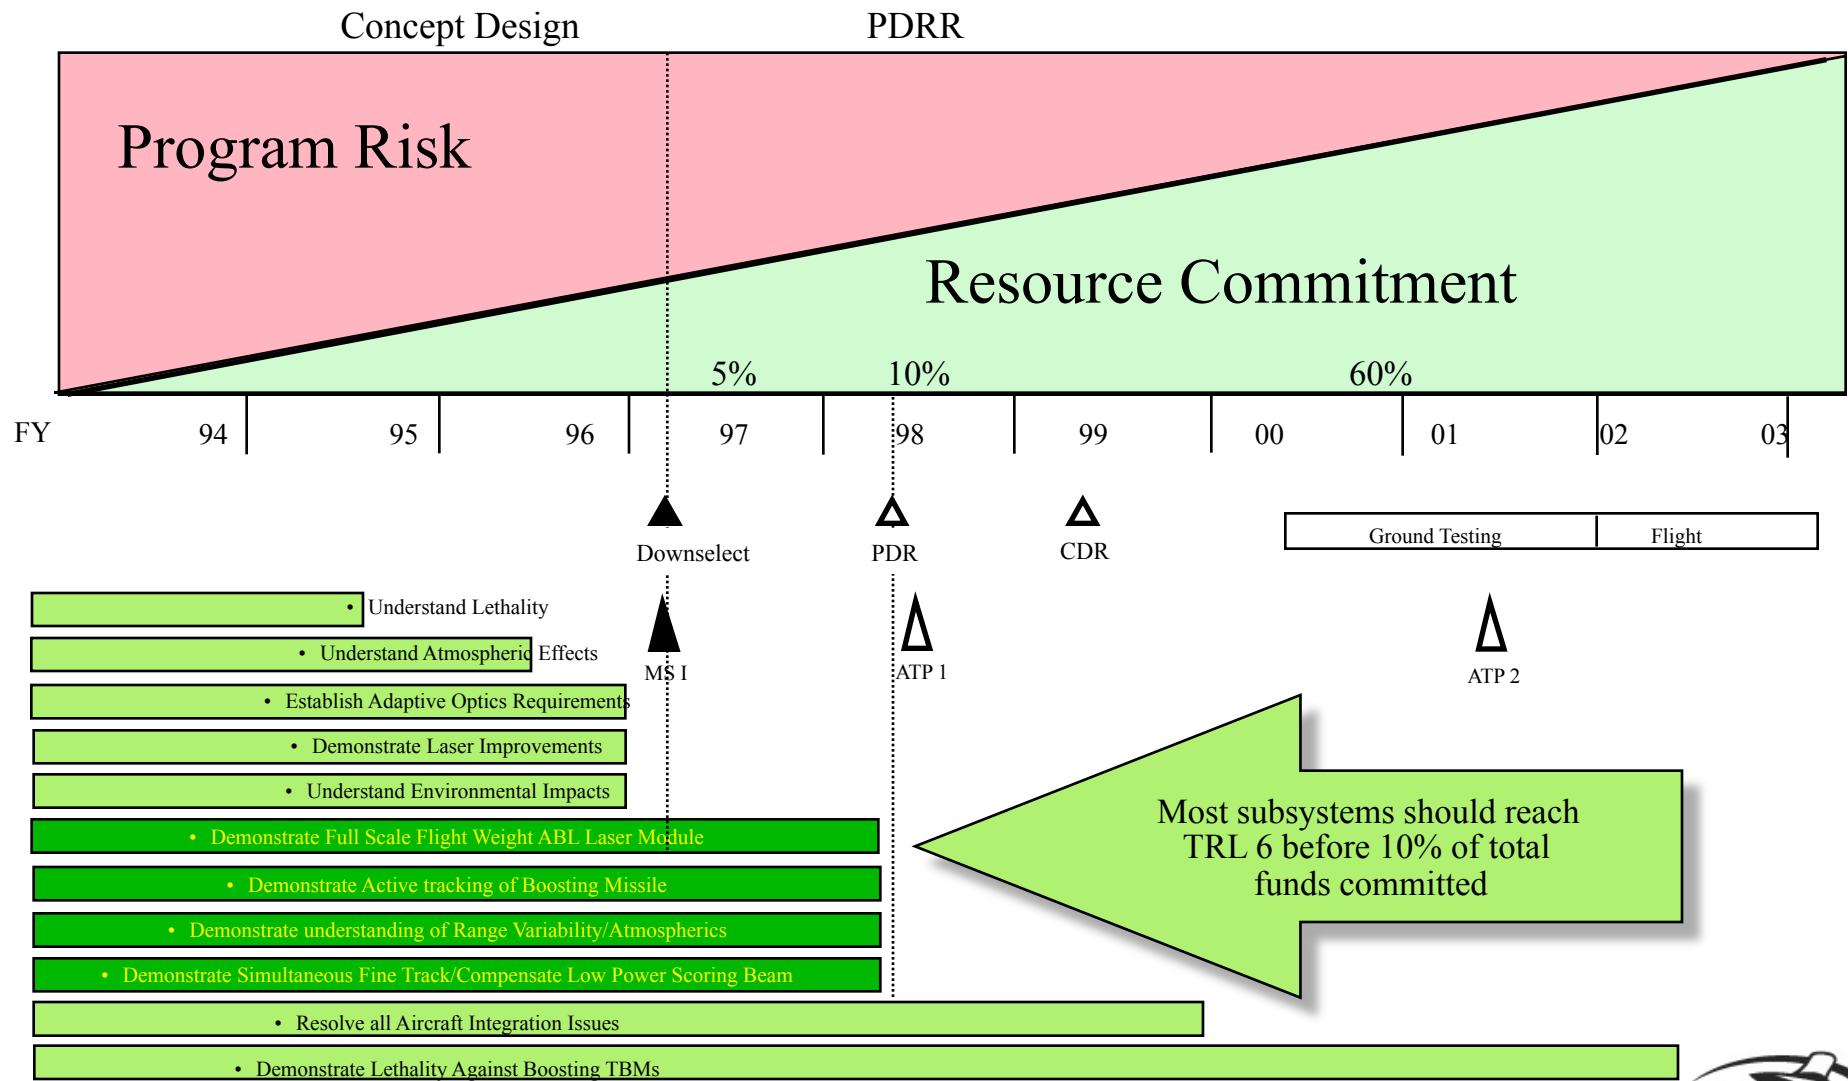 Concept Design PDRR
Program Risk
Resource Commitment
5% 10% 60%
FY 94 95 96 97 98 99 00 01 02 03
Ground Testing Flight
Downselect PDR CDR
• Understand Lethality
• Understand Atmospheric Effects
MS I ATP 1 ATP 2
• Establish Adaptive Optics Requirements
• Demonstrate Laser Improvements
• Understand Environmental Impacts
• Demonstrate Full Scale Flight Weight ABL Laser Module
• Demonstrate Active tracking of Boosting Missile
• Demonstrate understanding of Range Variability/Atmospherics
• Demonstrate Simultaneous Fine Track/Compensate Low Power Scoring Beam
• Resolve all Aircraft Integration Issues
• Demonstrate Lethality Against Boosting TBMs
Most subsystems should reach
TRL 6 before 10% of total
funds committed